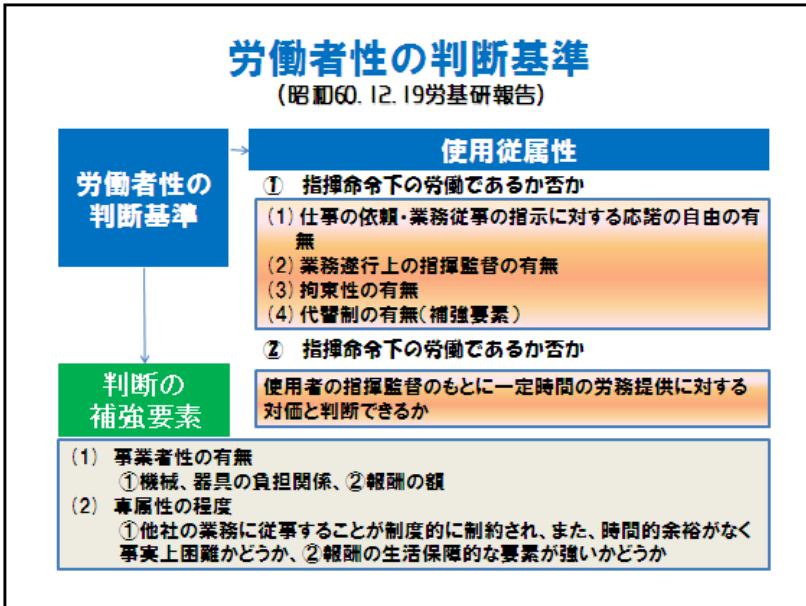 労働者性の判断基準
(昭和60.12.19労基研報告)
労働者性の
判断基準
使用従属性
① 指揮命令下の労働であるか否か
(1)仕事の依頼・業務従事の指示に対する応諾の自由の有
無
(2)業務遂行上の指揮監督の有無
(3)拘束性の有無
(4)代替制の有無(補強要素)
② 指揮命令下の労働であるか否か
使用者の指揮監督のもとに一定時間の労務提供に対する
対価と判断できるか
判断の
補強要素
(1) 事業者性の有無
①機械、器具の負担関係、②報酬の額
(2) 専属性の程度
①他社の業務に従事することが制度的に制約され、また、時間的余裕がなく
事実上困難かどうか、②報酬の生活保障的な要素が強いかどうか